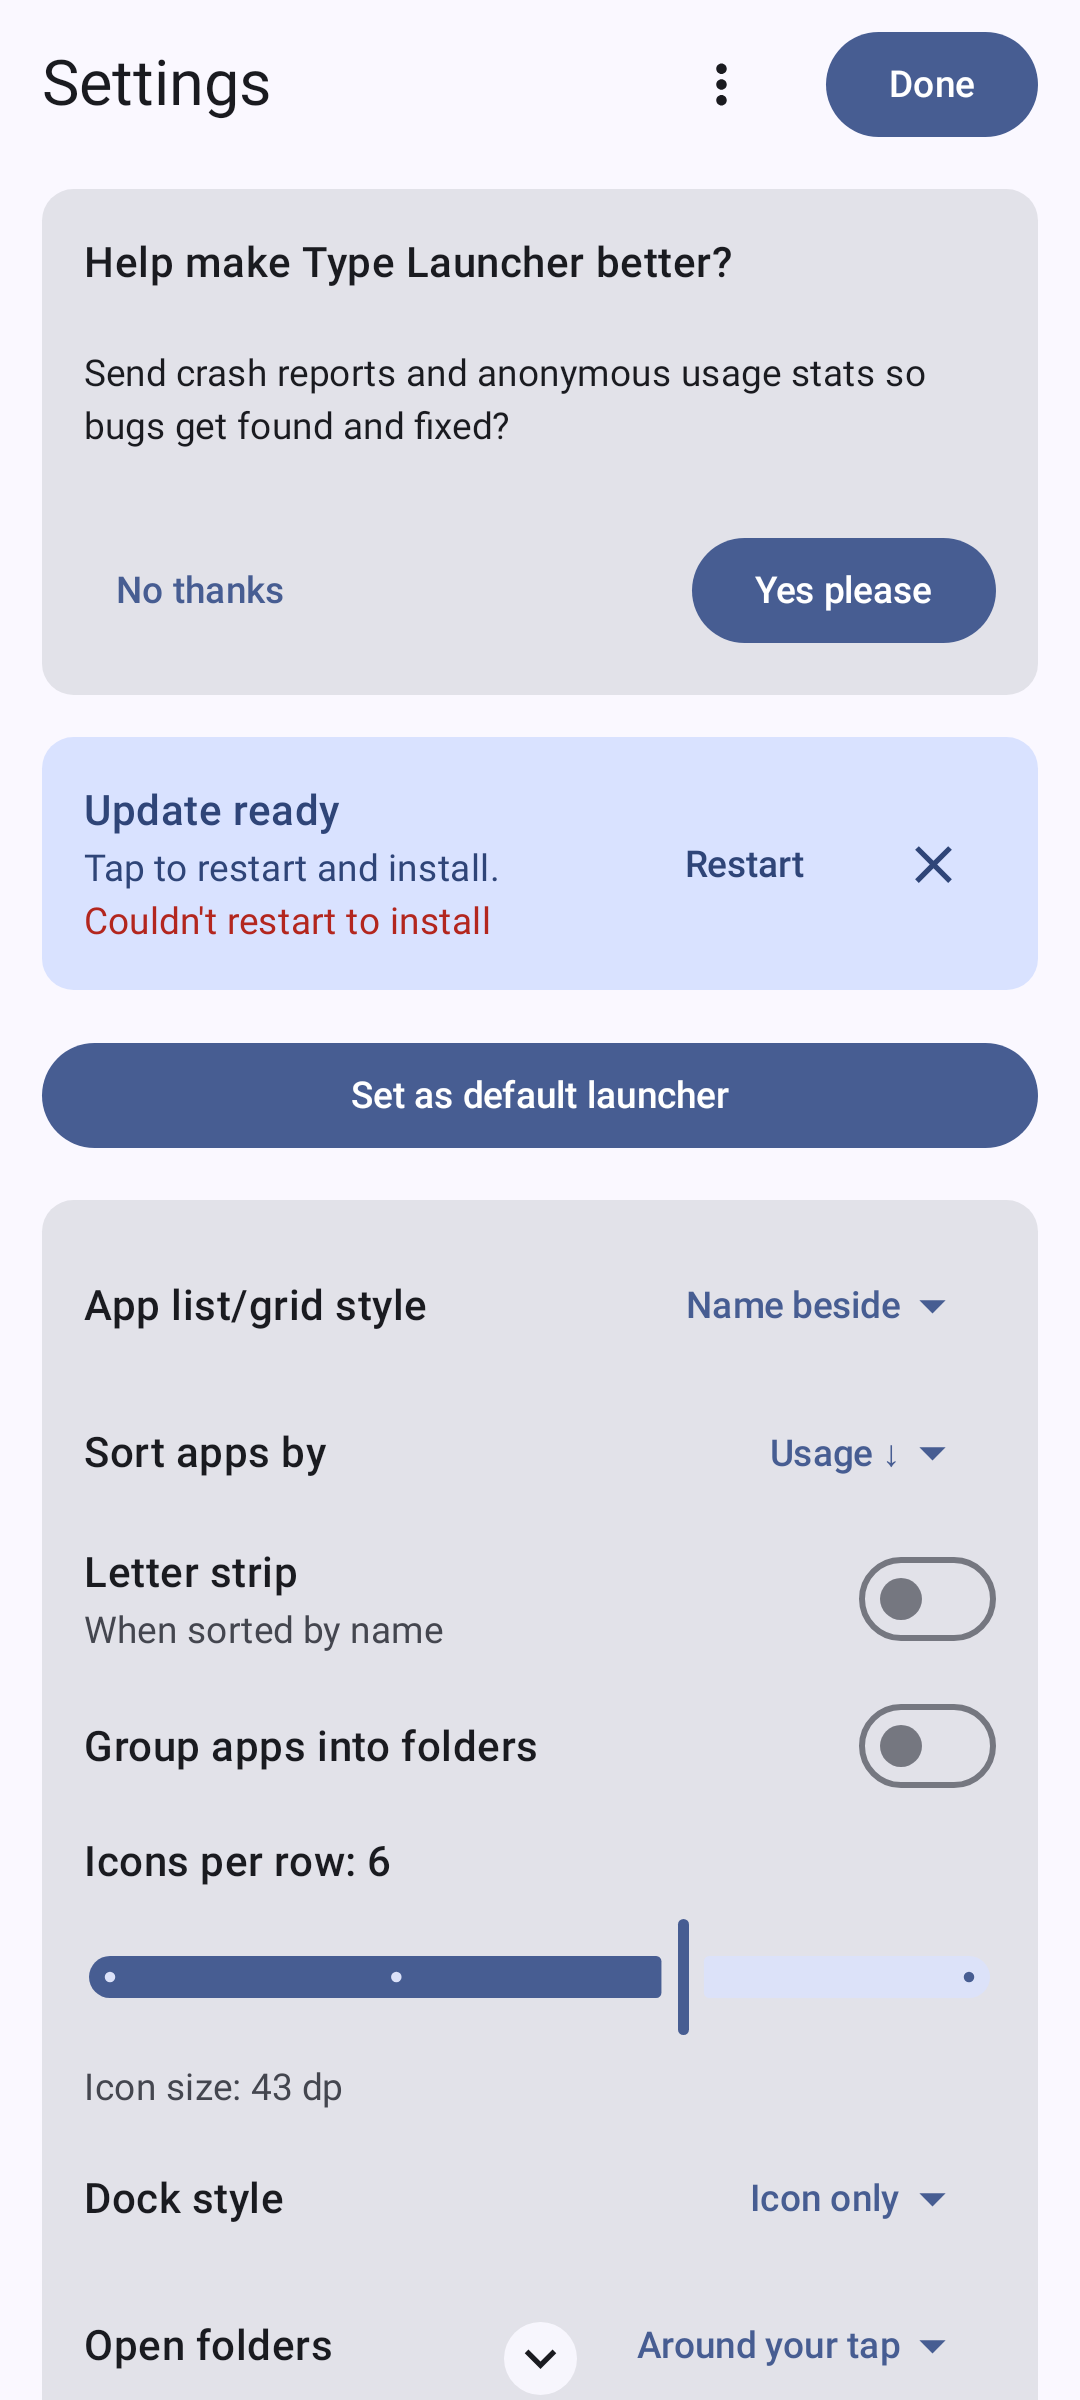 Settings
Done
Help make Type Launcher better?
Send crash reports and anonymous usage stats so
bugs get found and fixed?
No thanks
Yes please
Update ready
Tap to restart and install.
Couldn't restart to install
Restart
Set as default launcher
App list/grid style
Name beside
Sort apps by
Usage ↓
Letter strip
When sorted by name
Group apps into folders
Icons per row: 6
Icon size: 43 dp
Dock style
Icon only
Open folders
Around your tap